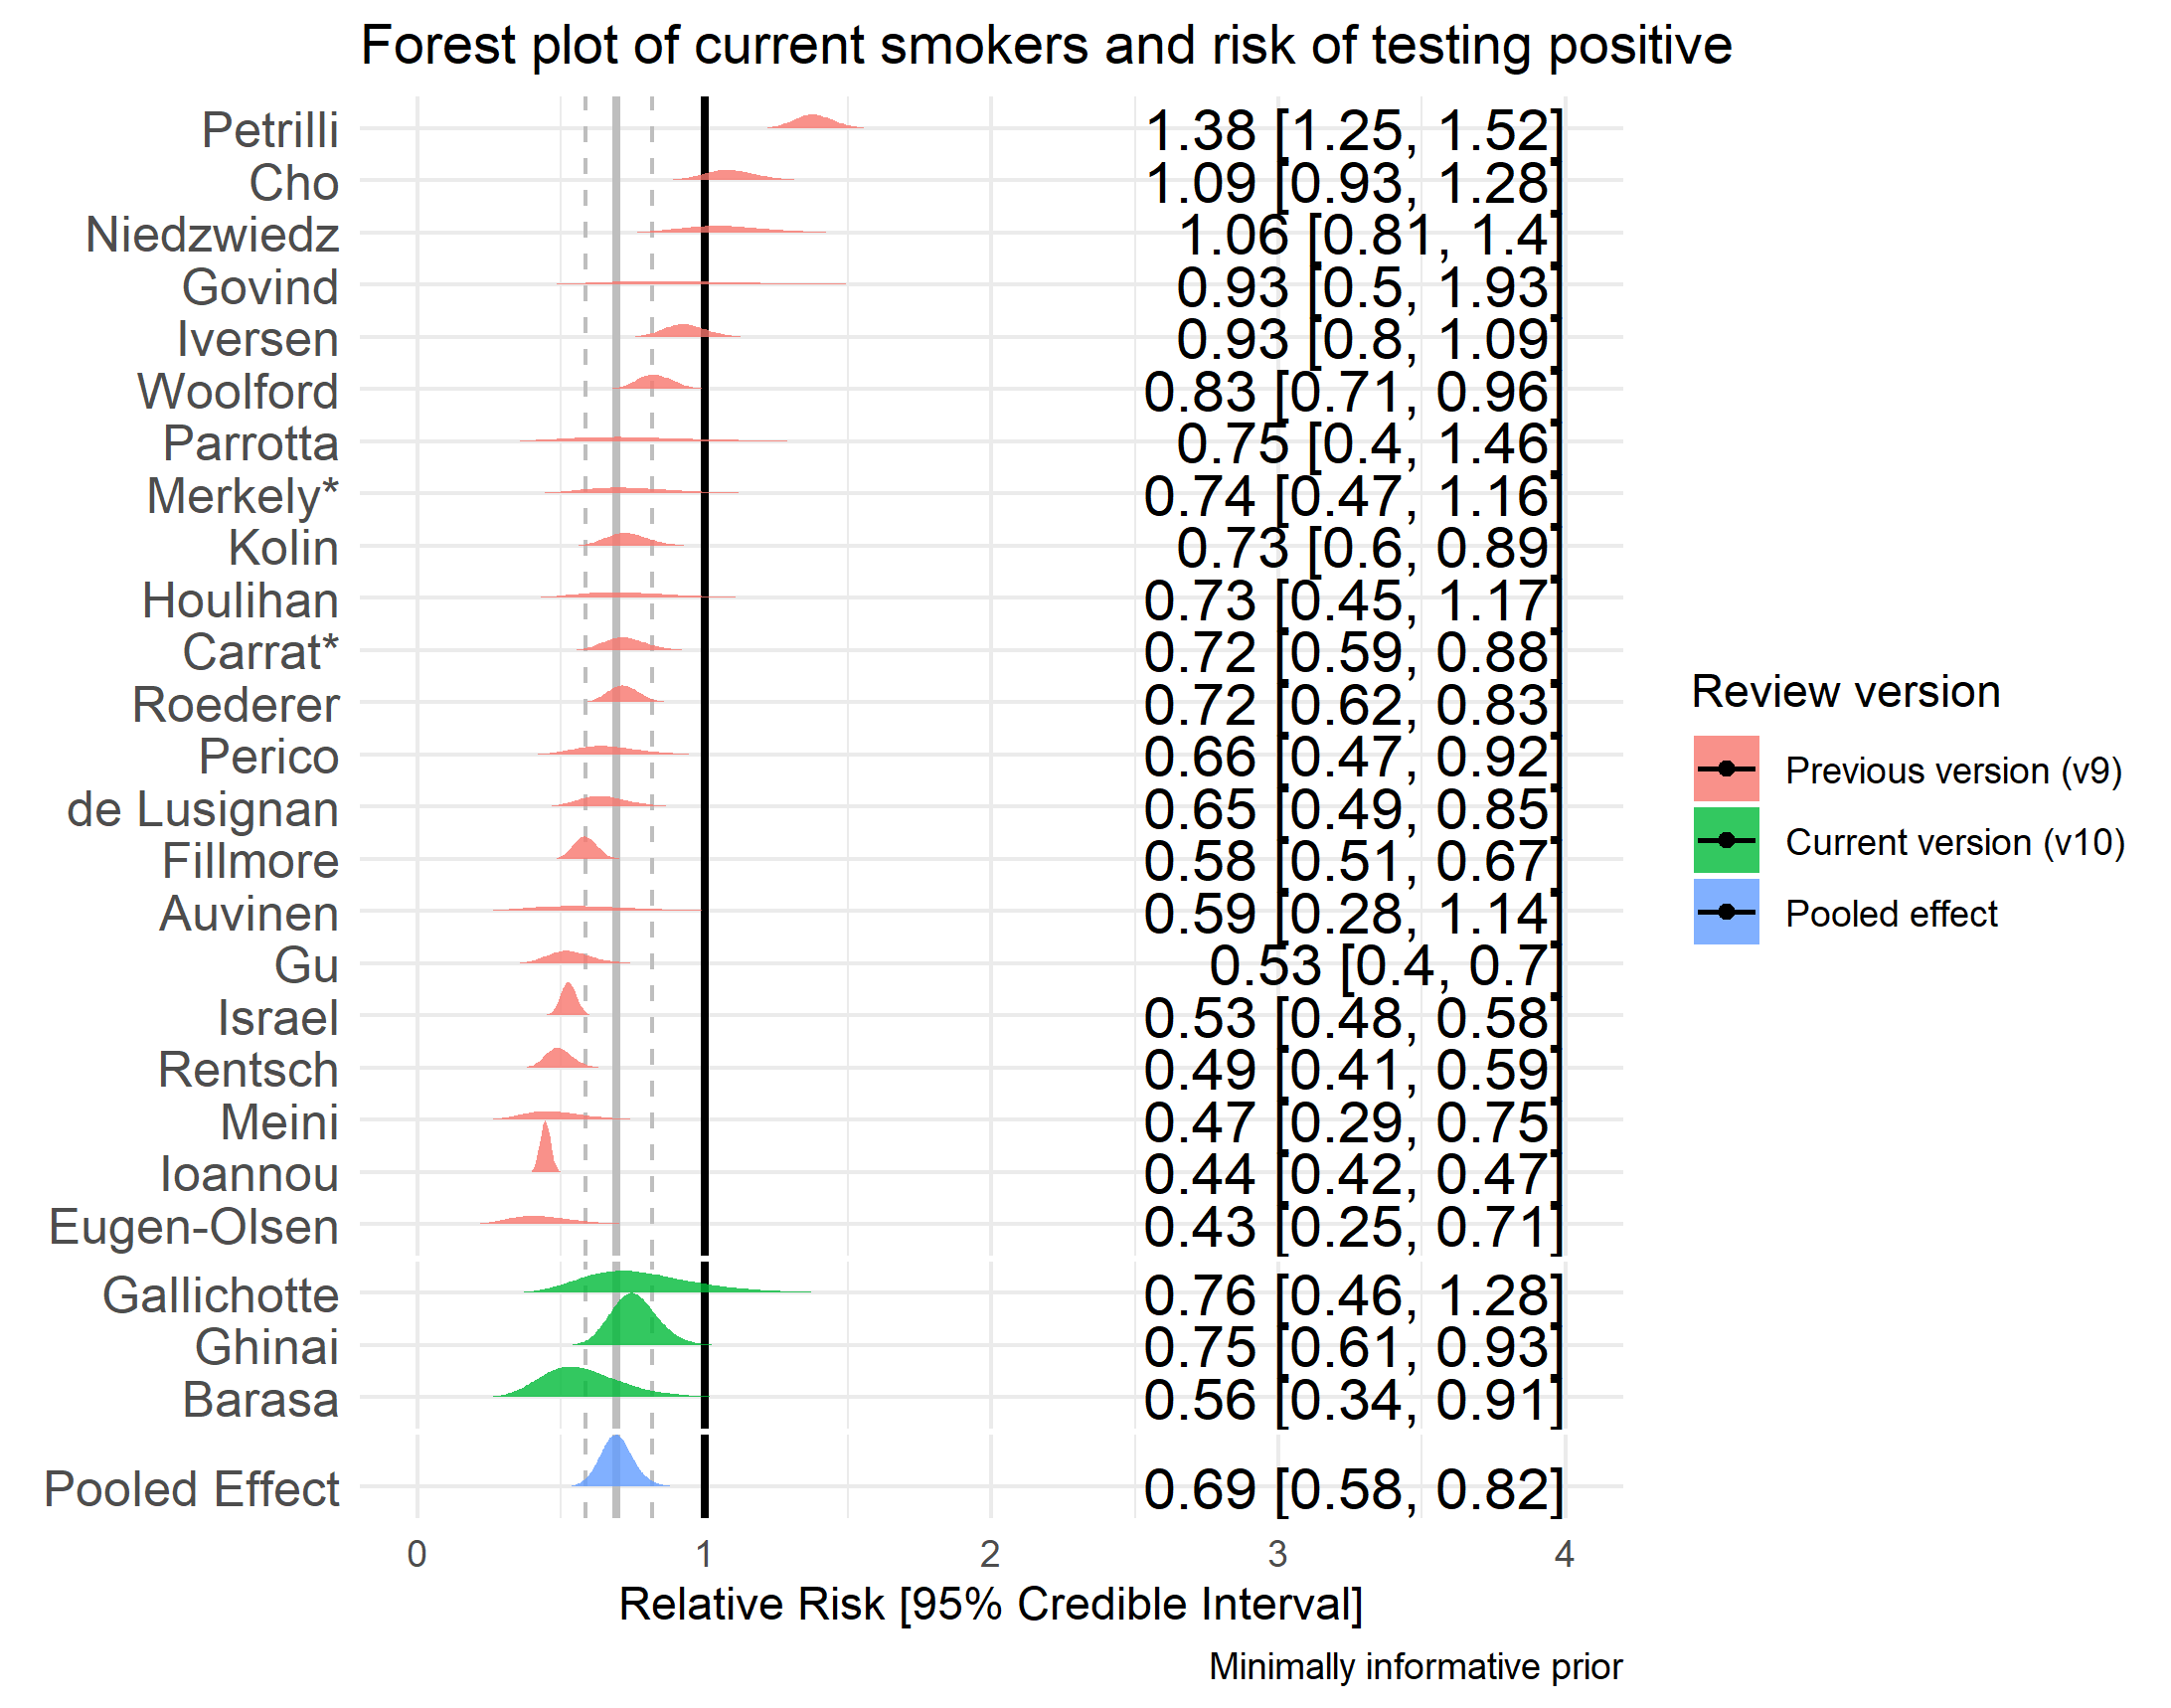 Forest plot of current smokers and risk of testing positive
Petrilli 1.38 [1.25, 1.52]
Cho 1.09 [0.93, 1.28]
Niedzwiedz 1.06 [0.81, 1.4]
Govind 0.93 [0.5, 1.93]
Iversen 0.93 [0.8, 1.09]
Woolford 0.83 [0.71, 0.96]
Parrotta 0.75 [0.4, 1.46]
Merkely* 0.74 [0.47, 1.16]
Kolin 0.73 [0.6, 0.89]
Houlihan 0.73 [0.45, 1.17]
Carrat* 0.72 [0.59, 0.88]
Roederer 0.72 [0.62, 0.83]
Perico 0.66 [0.47, 0.92]
de Lusignan 0.65 [0.49, 0.85]
Fillmore 0.58 [0.51, 0.67]
Auvinen 0.59 [0.28, 1.14]
Gu 0.53 [0.4, 0.7]
Israel 0.53 [0.48, 0.58]
Rentsch 0.49 [0.41, 0.59]
Meini 0.47 [0.29, 0.75]
Ioannou 0.44 [0.42, 0.47]
Eugen-Olsen 0.43 [0.25, 0.71]
Gallichotte 0.76 [0.46, 1.28]
Ghinai 0.75 [0.61, 0.93]
Barasa 0.56 [0.34, 0.91]
Pooled Effect 0.69 [0.58, 0.82]
0 1 2 3 4
Relative Risk [95% Credible Interval]
Minimally informative prior
Review version
Previous version (v9)
Current version (v10)
Pooled effect